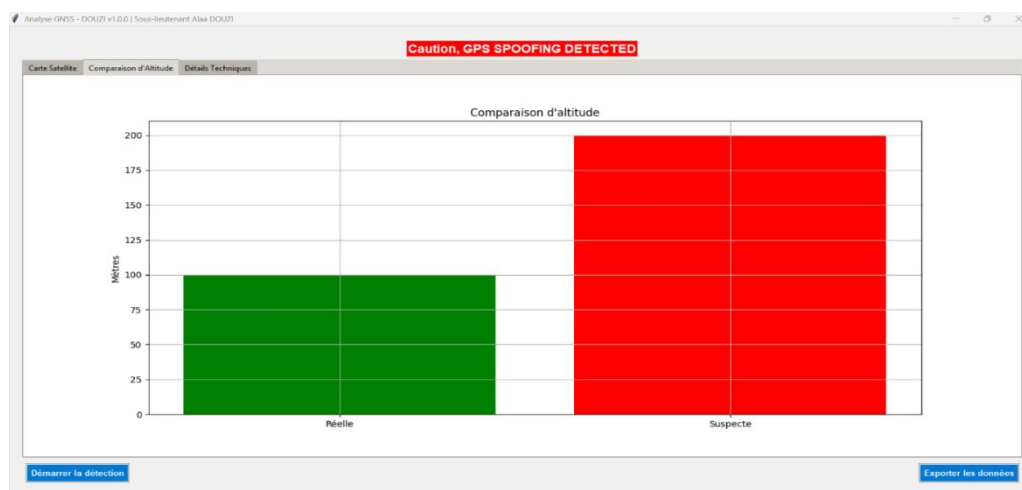 Analyse GNSS - DOUZI v1.0.0 | Sous-lieutenant Alaa DOUZI
Caution, GPS SPOOFING DETECTED
Carte Satellite Comparaison d'Altitude Détails Techniques
Comparaison d'altitude
200
175
150
125
100
75
50
25
0
Mètres
Réelle Suspecte
Démarrer la détection Exporter les données